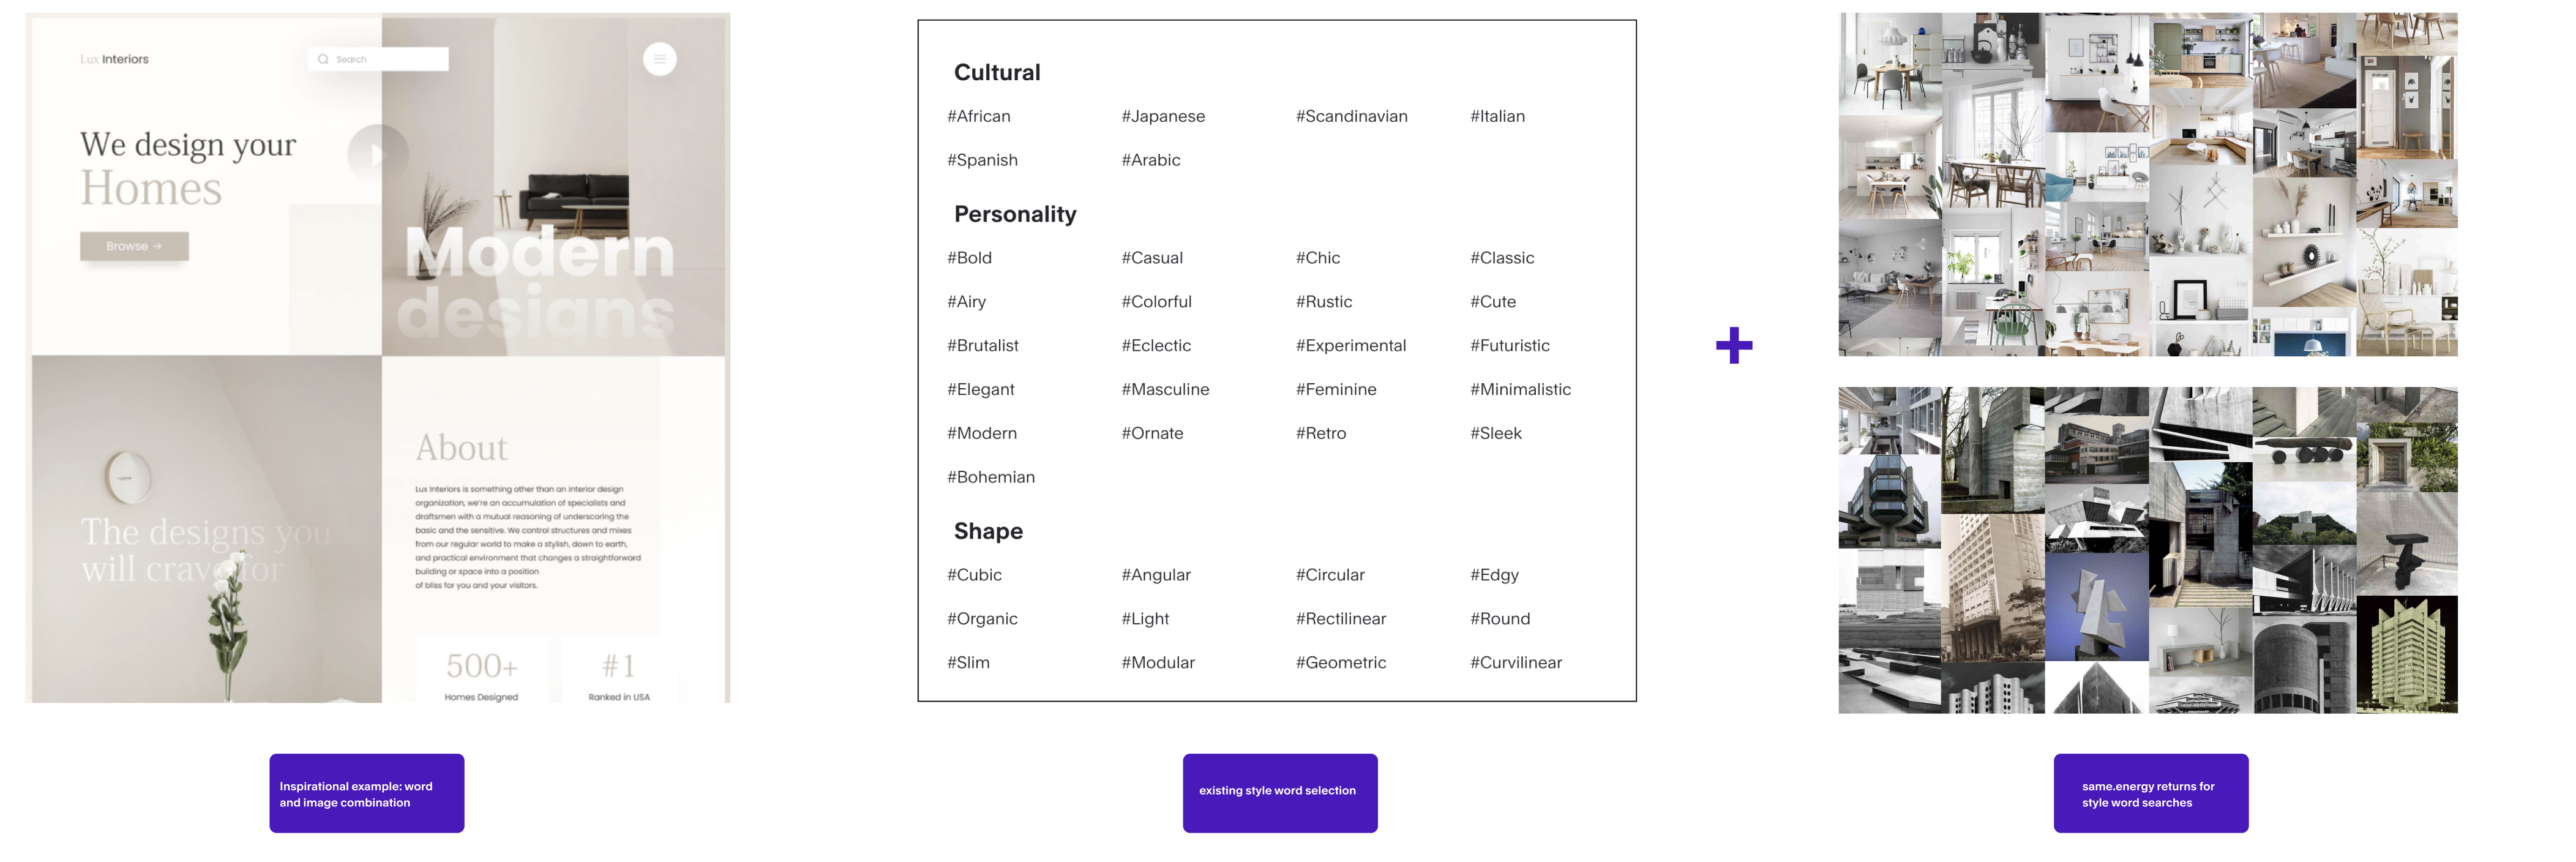 Lux Interiors
Search
We design your
Homes
Browse →
Modern
designs
The designs you
will crave for
About
Lux Interiors is something other than an interior design
organization, we're an accumulation of specialists and
draftsmen with a mutual reasoning of underscoring the
basic and the sensitive. We control structures and mixes
from our regular world to make a stylish, down to earth,
and practical environment that changes a straightforward
building or space into a position
of bliss for you and your visitors.
500+
Homes Designed
#1
Ranked in USA
Inspirational example: word
and image combination
Cultural
#African #Japanese #Scandinavian #Italian
#Spanish #Arabic
Personality
#Bold #Casual #Chic #Classic
#Airy #Colorful #Rustic #Cute
#Brutalist #Eclectic #Experimental #Futuristic
#Elegant #Masculine #Feminine #Minimalistic
#Modern #Ornate #Retro #Sleek
#Bohemian
Shape
#Cubic #Angular #Circular #Edgy
#Organic #Light #Rectilinear #Round
#Slim #Modular #Geometric #Curvilinear
existing style word selection
+
same.energy returns for
style word searches